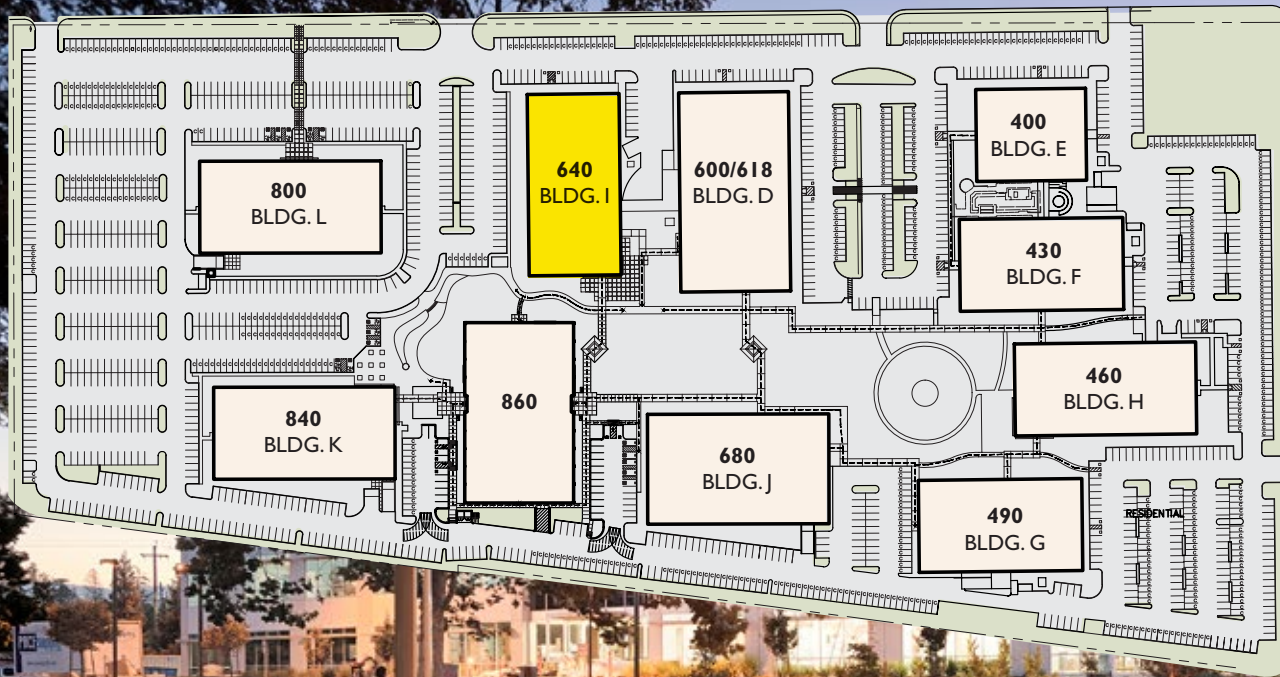 800
BLDG. L
640
BLDG. I
600/618
BLDG. D
400
BLDG. E
430
BLDG. F
860
460
BLDG. H
840
BLDG. K
680
BLDG. J
490
BLDG. G
RESIDENTIAL